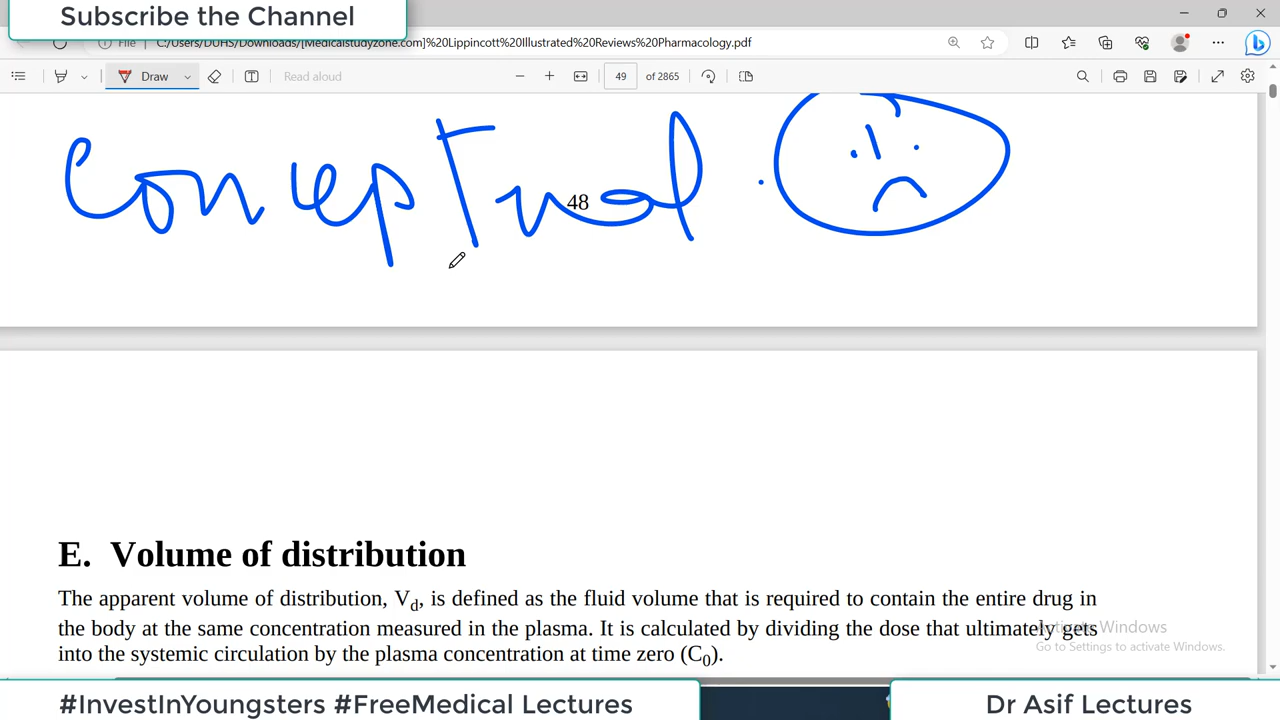 Subscribe the Channel
File C:/Users/DUHS/Downloads/[Medicalstudyzone.com]%20Lippincott%20Illustrated%20Reviews%20Pharmacology.pdf
Draw Read aloud 49 of 2865
Conceptual
48
E. Volume of distribution
The apparent volume of distribution, Vd, is defined as the fluid volume that is required to contain the entire drug in
the body at the same concentration measured in the plasma. It is calculated by dividing the dose that ultimately gets
into the systemic circulation by the plasma concentration at time zero (C0).
Activate Windows
Go to Settings to activate Windows.
#InvestInYoungsters #FreeMedical Lectures
Dr Asif Lectures